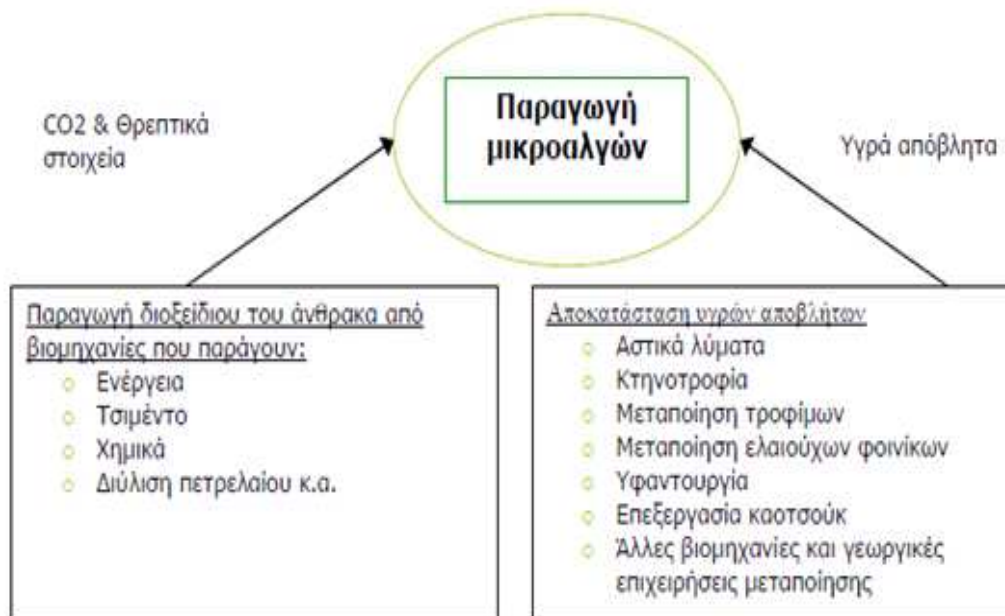 Παραγωγή
μικροαλγών
CO2 & Θρεπτικά
στοιχεία
Υγρά απόβλητα
Παραγωγή διοξειδίου του άνθρακα από
βιομηχανίες που παράγουν:
Ενέργεια
Τσιμέντο
Χημικά
Διύλιση πετρελαίου κ.α.
Αποκατάσταση υγρών αποβλήτων
Αστικά λύματα
Κτηνοτροφία
Μεταποίηση τροφίμων
Μεταποίηση ελαιούχων φοινίκων
Υφαντουργία
Επεξεργασία καοτσούκ
Άλλες βιομηχανίες και γεωργικές
επιχειρήσεις μεταποίησης